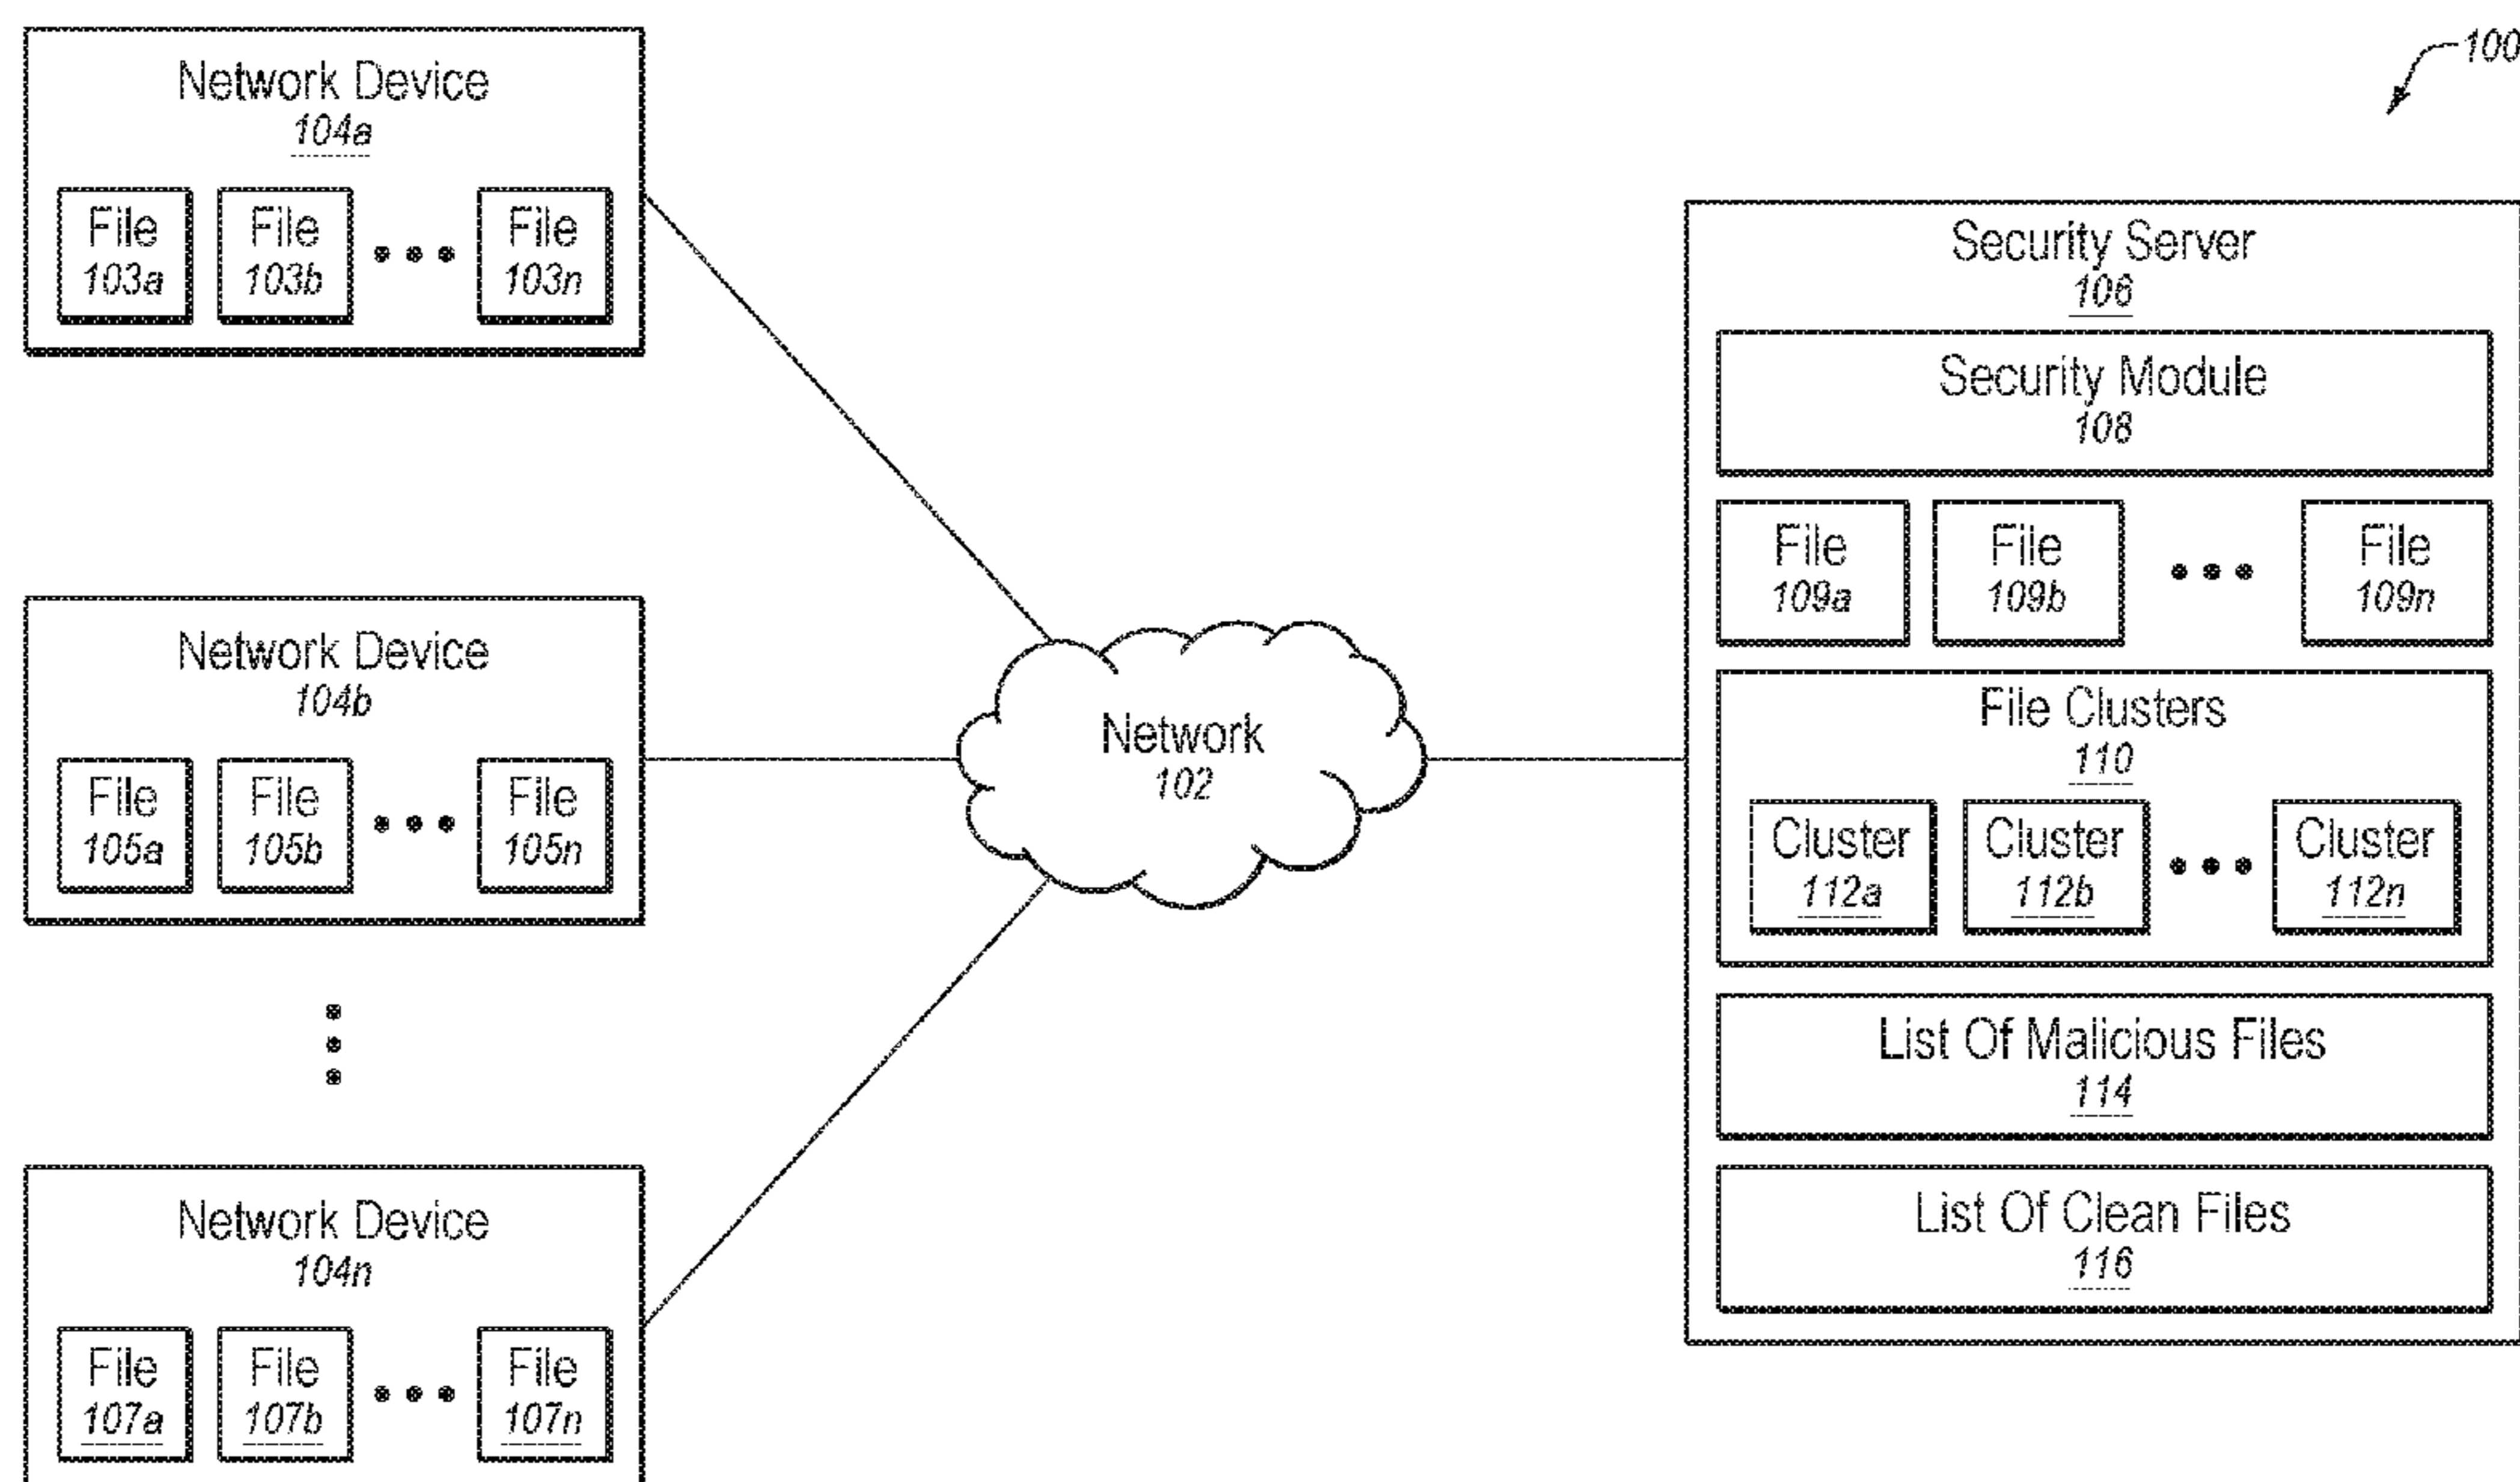 100
Network Device
104a
File
103a
File
103b
File
103n
Network Device
104b
File
105a
File
105b
File
105n
Network Device
104n
File
107a
File
107b
File
107n
Network
102
Security Server
106
Security Module
108
File
109a
File
109b
File
109n
File Clusters
110
Cluster
112a
Cluster
112b
Cluster
112n
List Of Malicious Files
114
List Of Clean Files
116